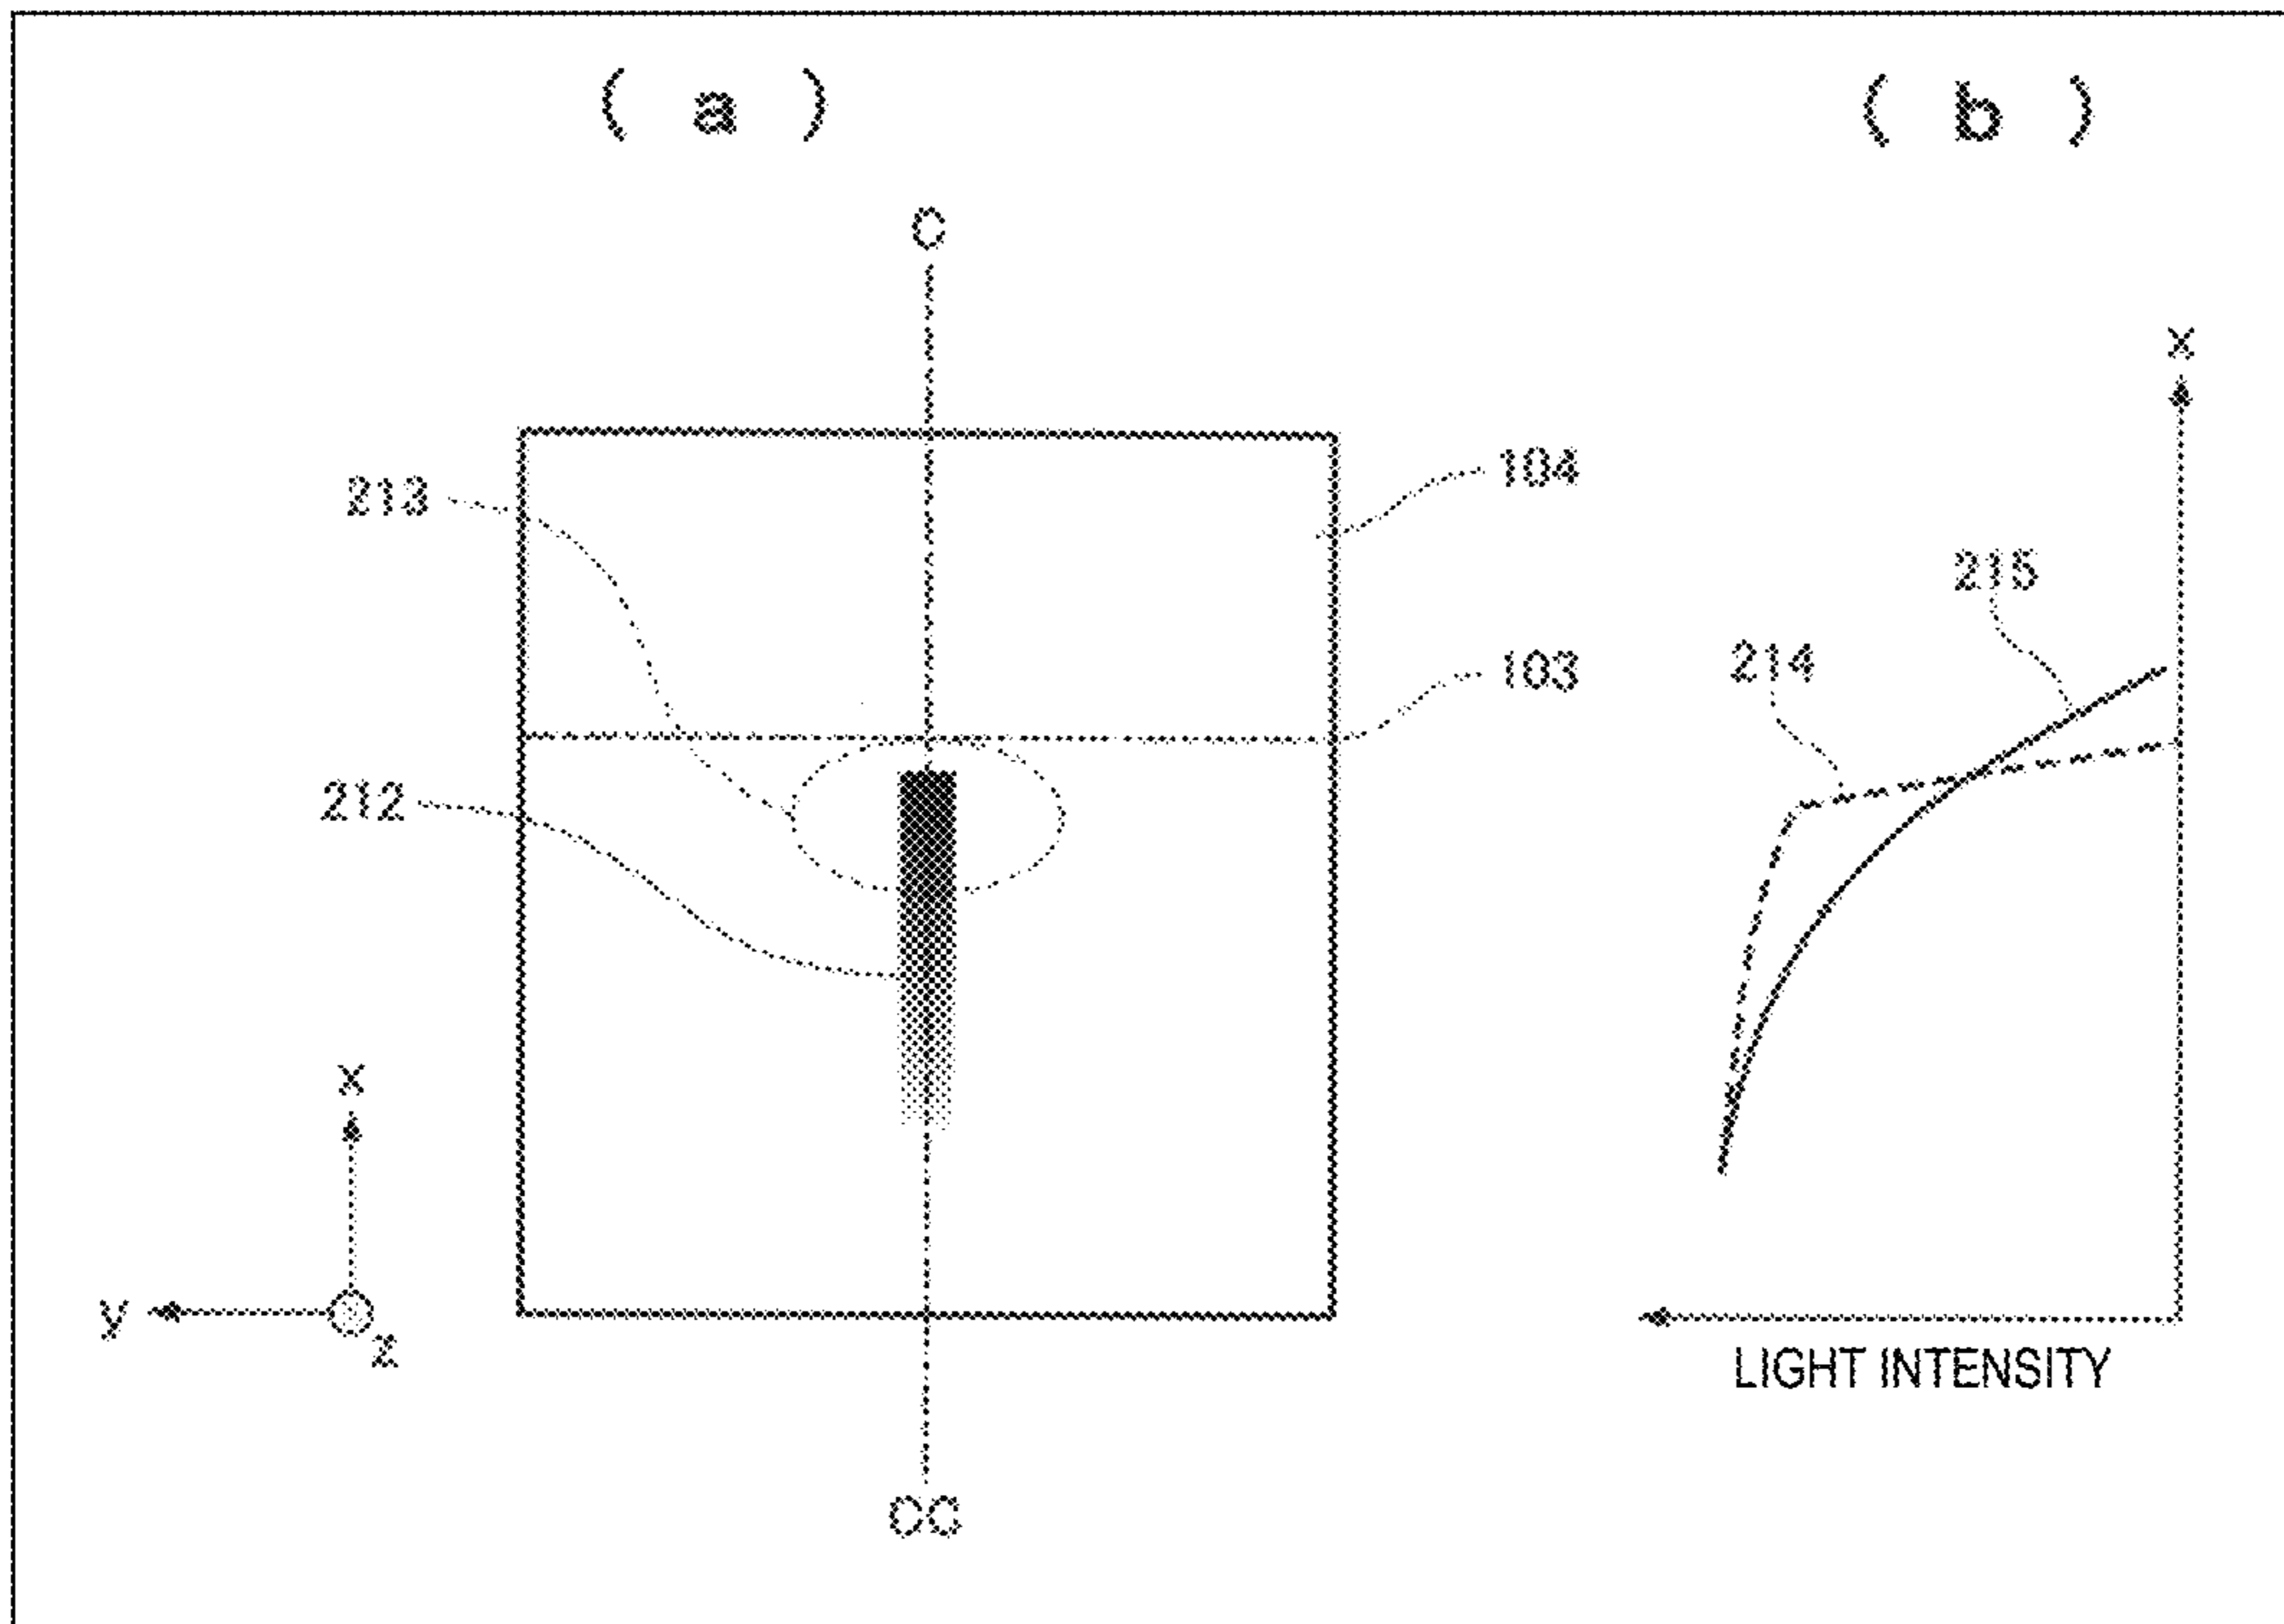 ( a )
( b )
C
x
104
213
215
214
103
212
x
y
z
LIGHT INTENSITY
CC